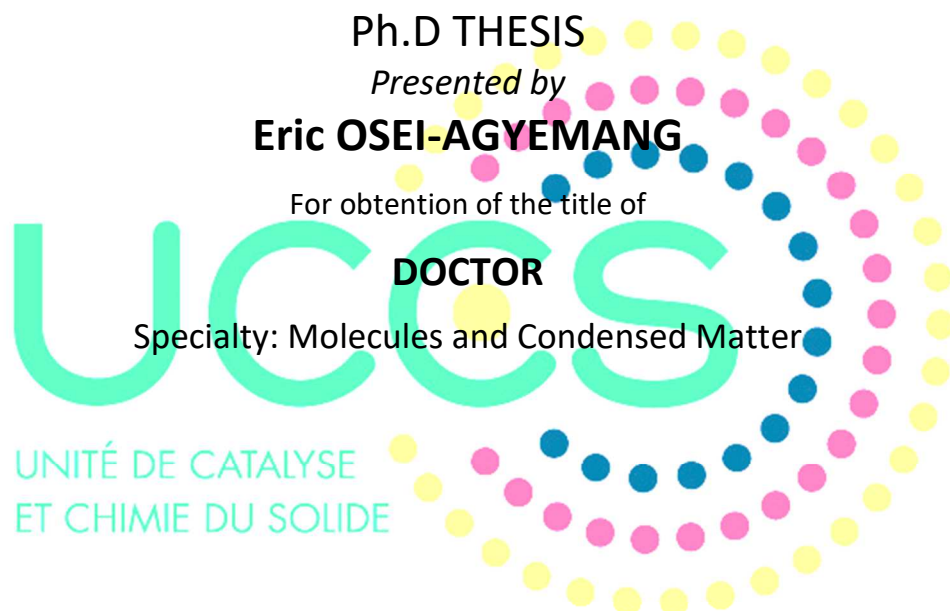 Ph.D THESIS
Presented by
Eric OSEI-AGYEMANG
For obtention of the title of
DOCTOR
Specialty: Molecules and Condensed Matter
UCCS
UNITÉ DE CATALYSE
ET CHIMIE DU SOLIDE